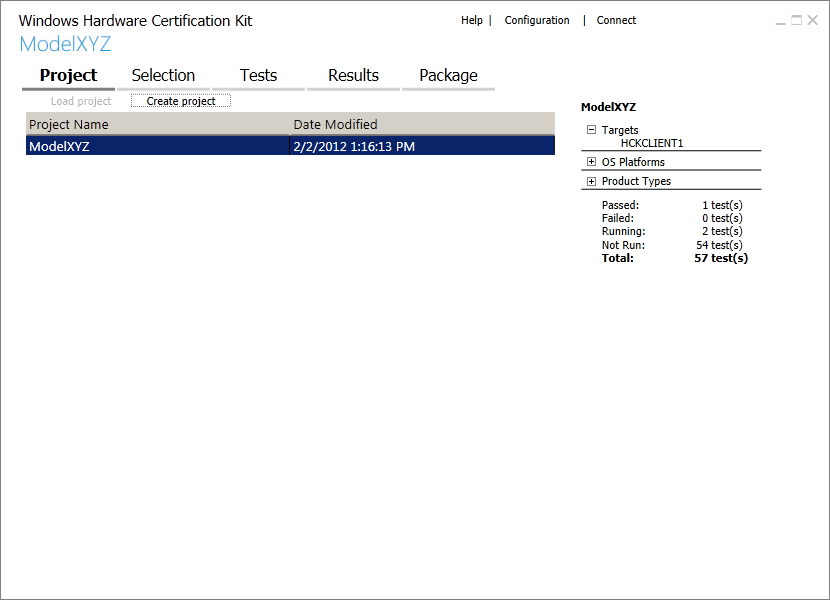 Windows Hardware Certification Kit
Help | Configuration | Connect
ModelXYZ
Project Selection Tests Results Package
Load project Create project
Project Name Date Modified
ModelXYZ 2/2/2012 1:16:13 PM
ModelXYZ
Targets
HCKCLIENT1
OS Platforms
Product Types
Passed: 1 test(s)
Failed: 0 test(s)
Running: 2 test(s)
Not Run: 54 test(s)
Total: 57 test(s)